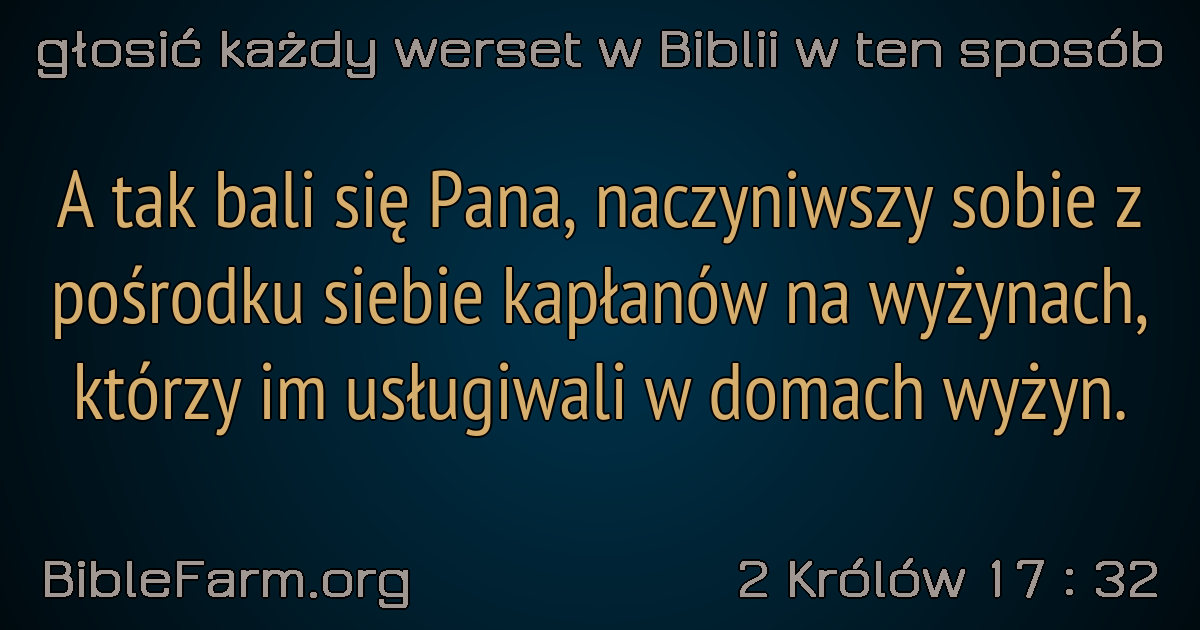 głosić każdy werset w Biblii w ten sposób
A tak bali się Pana, naczyniwszy sobie z
pośrodku siebie kapłanów na wyżynach,
którzy im usługiwali w domach wyżyn.
BibleFarm.org
2 Królów 17 : 32